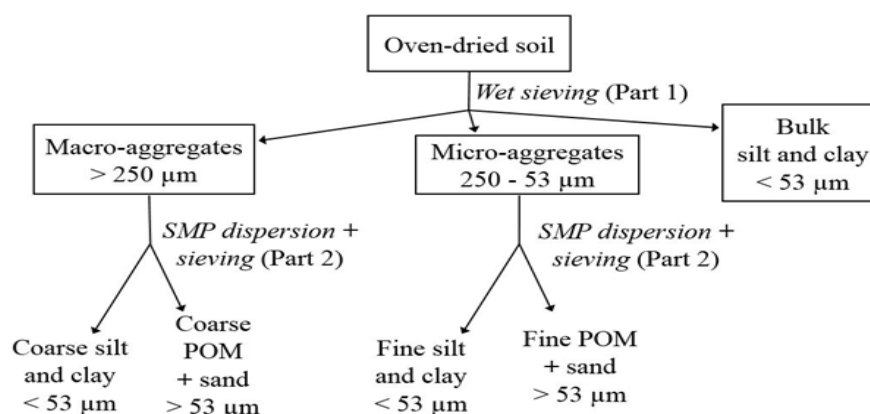 Oven-dried soil
Wet sieving (Part 1)
Macro-aggregates
> 250 µm
Micro-aggregates
250 - 53 µm
Bulk
silt and clay
< 53 µm
SMP dispersion +
sieving (Part 2)
SMP dispersion +
sieving (Part 2)
Coarse silt
and clay
< 53 µm
Coarse
POM
+ sand
> 53 µm
Fine silt
and clay
< 53 µm
Fine POM
+ sand
> 53 µm